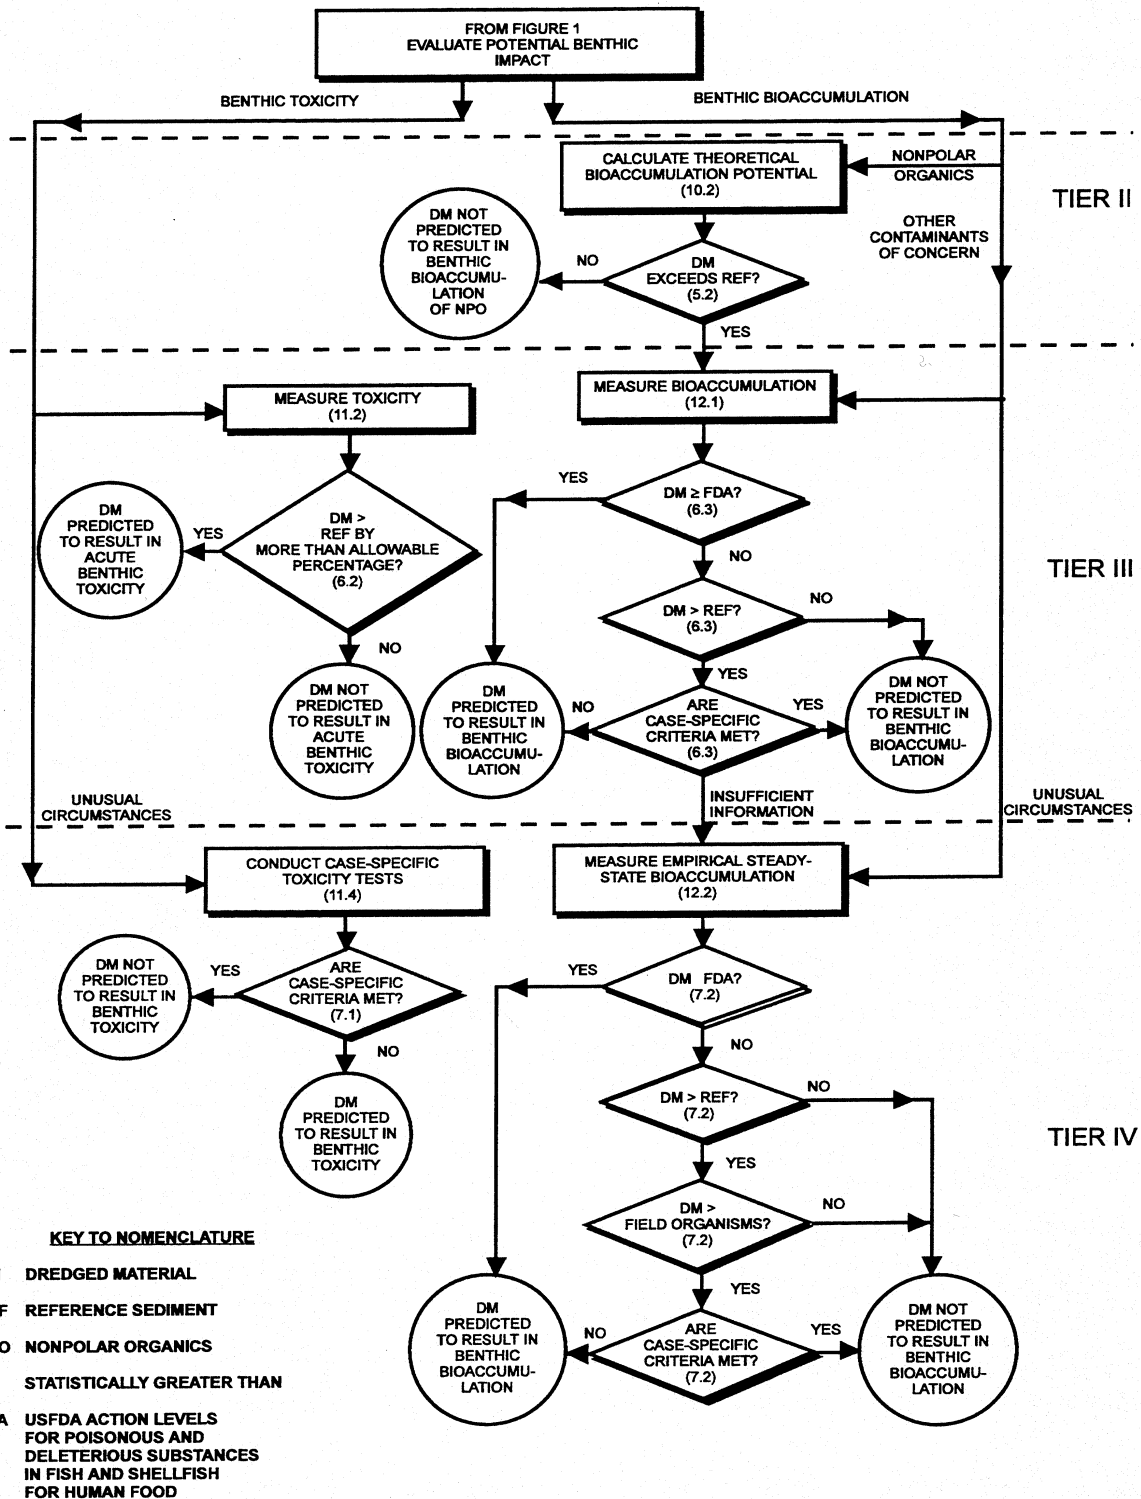 FROM FIGURE 1
EVALUATE POTENTIAL BENTHIC
IMPACT
BENTHIC TOXICITY
BENTHIC BIOACCUMULATION
CALCULATE THEORETICAL
BIOACCUMULATION POTENTIAL
(10.2)
NONPOLAR
ORGANICS
TIER II
DM NOT
PREDICTED
TO RESULT IN
BENTHIC
BIOACCUMU-
LATION
OF NPO
NO
DM
EXCEEDS REF?
(5.2)
OTHER
CONTAMINANTS
OF CONCERN
YES
MEASURE TOXICITY
(11.2)
MEASURE BIOACCUMULATION
(12.1)
DM
PREDICTED
TO RESULT IN
ACUTE
BENTHIC
TOXICITY
YES
DM >
REF BY
MORE THAN ALLOWABLE
PERCENTAGE?
(6.2)
YES
DM ≥ FDA?
(6.3)
NO
TIER III
DM > REF?
(6.3)
NO
NO
YES
DM NOT
PREDICTED
TO RESULT IN
ACUTE
BENTHIC
TOXICITY
DM
PREDICTED
TO RESULT IN
BENTHIC
BIOACCUMU-
LATION
NO
ARE
CASE-SPECIFIC
CRITERIA MET?
(6.3)
YES
DM NOT
PREDICTED
TO RESULT IN
BENTHIC
BIOACCUMU-
LATION
UNUSUAL
CIRCUMSTANCES
INSUFFICIENT
INFORMATION
UNUSUAL
CIRCUMSTANCES
CONDUCT CASE-SPECIFIC
TOXICITY TESTS
(11.4)
MEASURE EMPIRICAL STEADY-
STATE BIOACCUMULATION
(12.2)
DM NOT
PREDICTED
TO RESULT IN
BENTHIC
TOXICITY
YES
ARE
CASE-SPECIFIC
CRITERIA MET?
(7.1)
YES
DM FDA?
(7.2)
NO
NO
DM
PREDICTED
TO RESULT IN
BENTHIC
TOXICITY
DM > REF?
(7.2)
NO
TIER IV
YES
DM >
FIELD ORGANISMS?
(7.2)
NO
YES
DM
PREDICTED
TO RESULT IN
BENTHIC
BIOACCUMU-
LATION
NO
ARE
CASE-SPECIFIC
CRITERIA MET?
(7.2)
YES
DM NOT
PREDICTED
TO RESULT IN
BENTHIC
BIOACCUMU-
LATION
KEY TO NOMENCLATURE
DREDGED MATERIAL
F REFERENCE SEDIMENT
O NONPOLAR ORGANICS
STATISTICALLY GREATER THAN
A USFDA ACTION LEVELS
FOR POISONOUS AND
DELETERIOUS SUBSTANCES
IN FISH AND SHELLFISH
FOR HUMAN FOOD